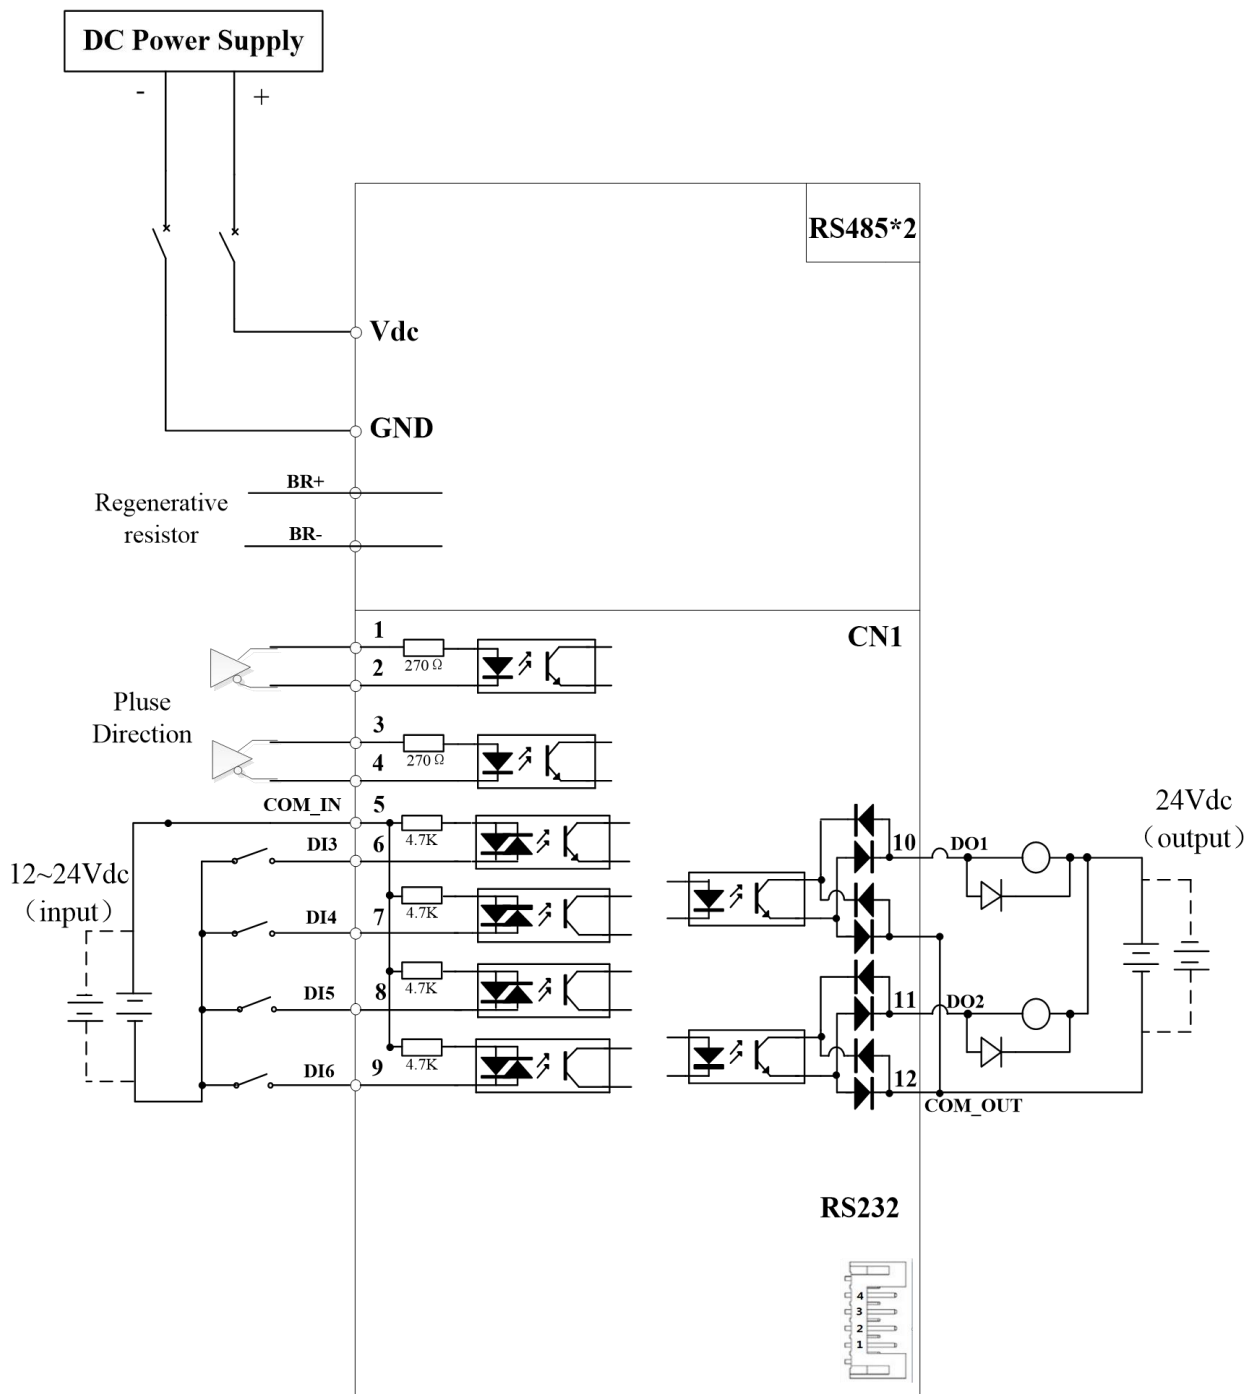 DC Power Supply
- +
RS485*2
Vdc
GND
BR+
Regenerative
resistor
BR-
CN1
1
270 Ω
2
Pluse
Direction
3
270 Ω
4
COM_IN 5
4.7K
DI3 6
12~24Vdc
（input）
4.7K
DI4 7
4.7K
DI5 8
4.7K
DI6 9
24Vdc
（output）
10 DO1
11 DO2
12
COM_OUT
RS232
4
3
2
1